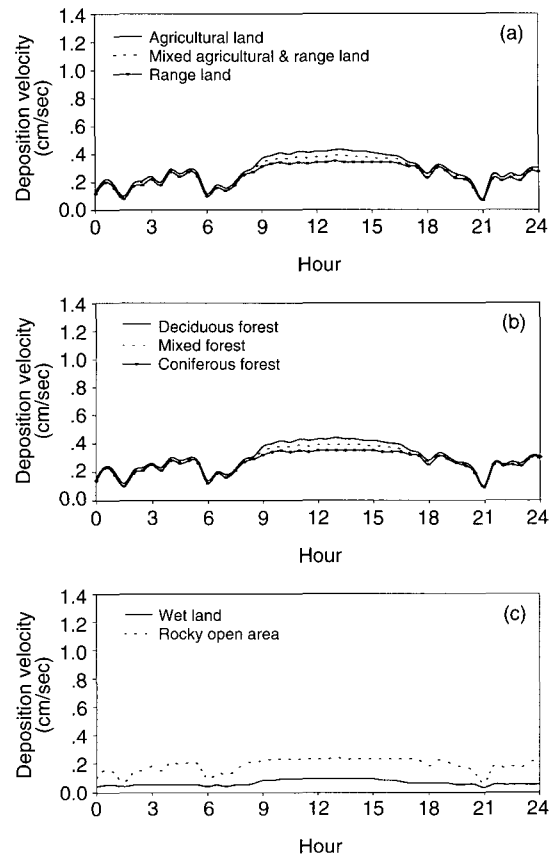 (a)
Agricultural land
Mixed agricultural & range land
Range land
Deposition velocity
(cm/sec)
1.4
1.2
1.0
.8
.6
.4
.2
0.0
0 3 6 9 12 15 18 21 24
Hour
(b)
Deciduous forest
Mixed forest
Coniferous forest
Deposition velocity
(cm/sec)
1.4
1.2
1.0
.8
.6
.4
.2
0.0
0 3 6 9 12 15 18 21 24
Hour
(c)
Wet land
Rocky open area
Deposition velocity
(cm/sec)
1.4
1.2
1.0
.8
.6
.4
.2
0.0
0 3 6 9 12 15 18 21 24
Hour